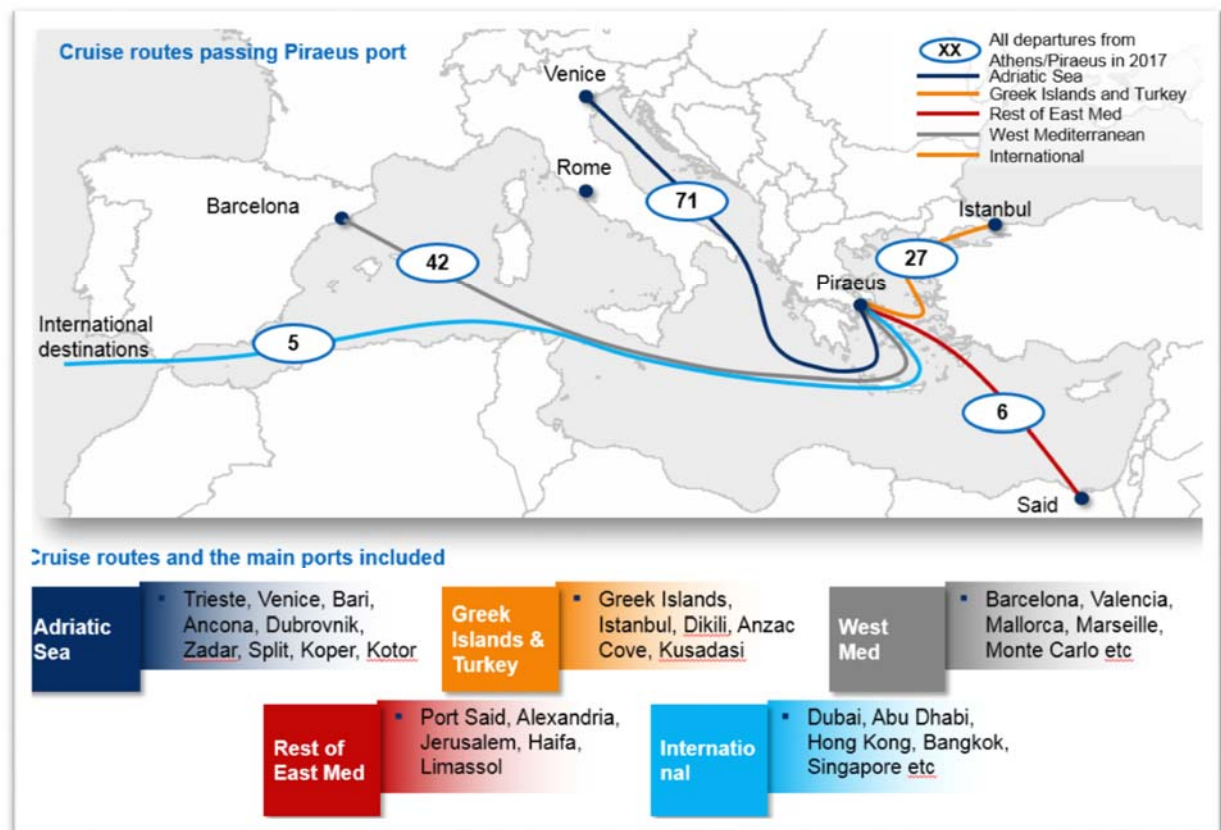 Cruise routes passing Piraeus port
XX
All departures from
Athens/Piraeus in 2017
Adriatic Sea
Greek Islands and Turkey
Rest of East Med
West Mediterranean
International
Venice
Rome
Barcelona
71
Istanbul
42
27
Piraeus
International
destinations
5
6
Said
Cruise routes and the main ports included
Adriatic
Sea
▪ Trieste, Venice, Bari,
Ancona, Dubrovnik,
Zadar, Split, Koper, Kotor
Greek
Islands &
Turkey
▪ Greek Islands,
Istanbul, Dikili, Anzac
Cove, Kusadasi
West
Med
▪ Barcelona, Valencia,
Mallorca, Marseille,
Monte Carlo etc
Rest of
East Med
▪ Port Said, Alexandria,
Jerusalem, Haifa,
Limassol
Internatio
nal
▪ Dubai, Abu Dhabi,
Hong Kong, Bangkok,
Singapore etc